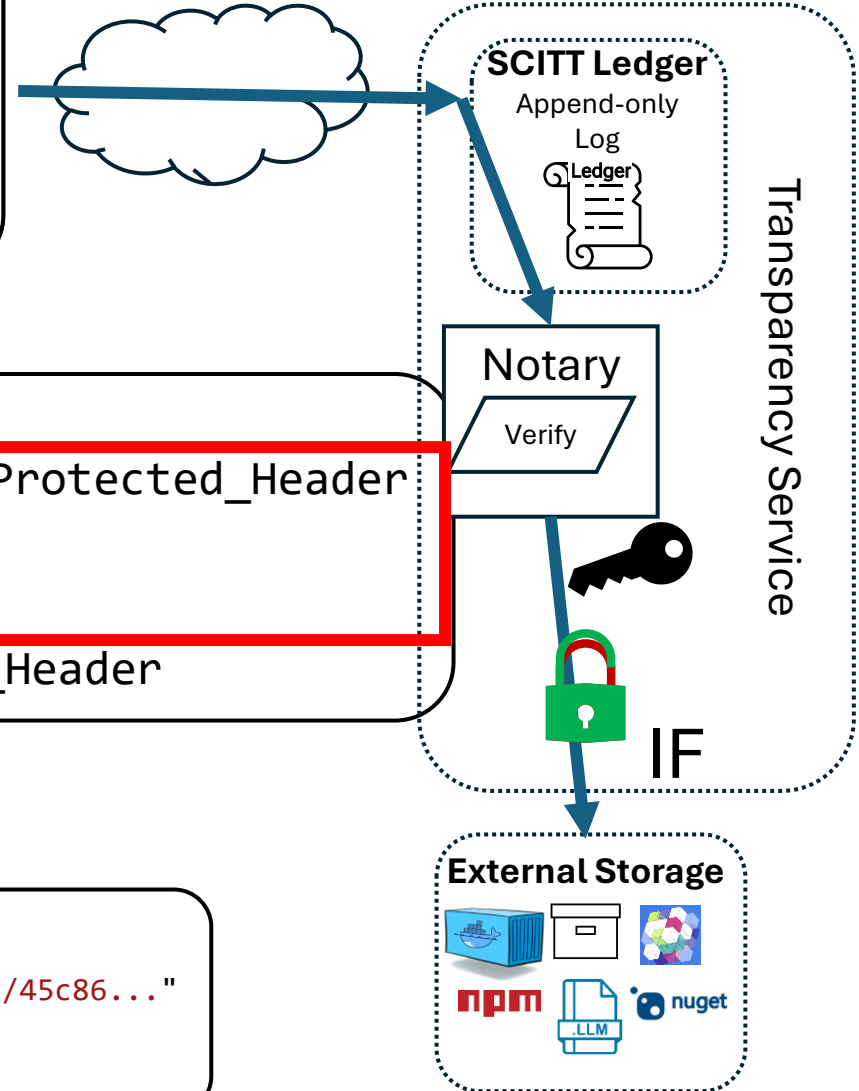 SCITT Ledger
Append-only
Log
Ledger
Transparency Service
Notary
Verify
Protected_Header
_Header
IF
External Storage
npm
.LLM
nuget
/45c86..."